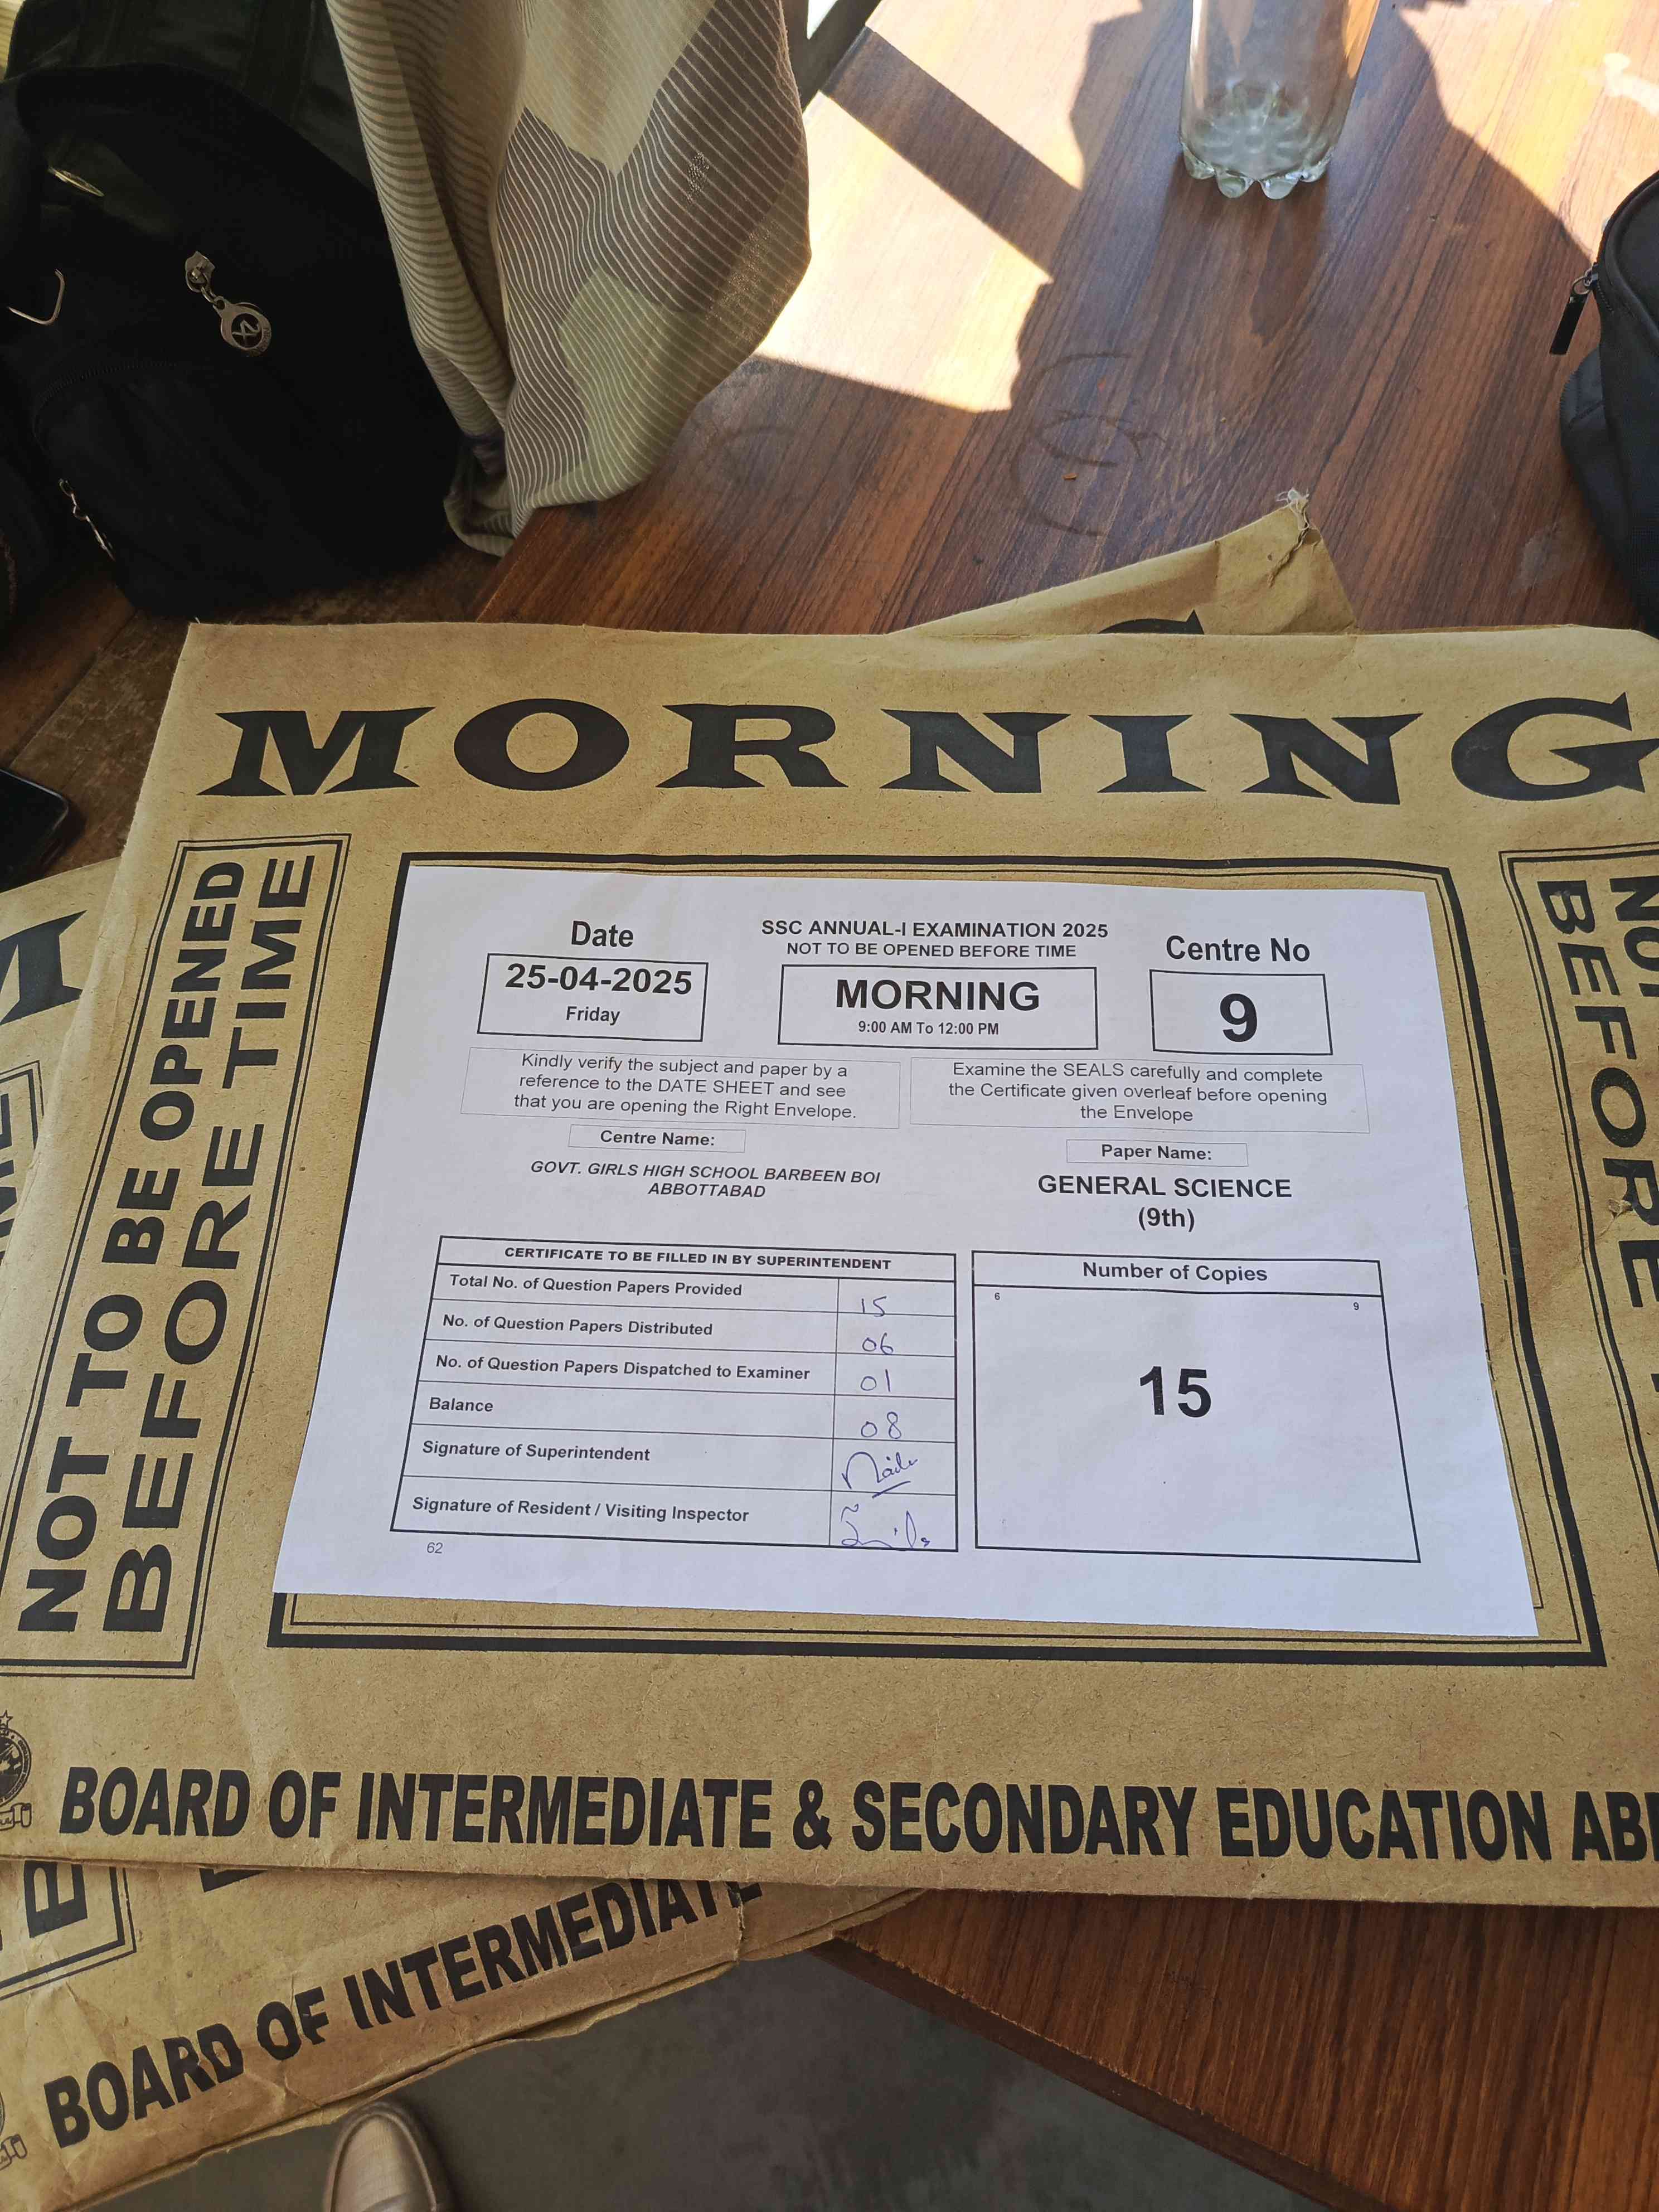 MORNING
NOT TO BE OPENED
BEFORE TIME
Date
25-04-2025
Friday
SSC ANNUAL-I EXAMINATION 2025
NOT TO BE OPENED BEFORE TIME
MORNING
9:00 AM To 12:00 PM
Centre No
9
Kindly verify the subject and paper by a
reference to the DATE SHEET and see
that you are opening the Right Envelope.
Examine the SEALS carefully and complete
the Certificate given overleaf before opening
the Envelope
Centre Name:
GOVT. GIRLS HIGH SCHOOL BARBEEN BOI
ABBOTTABAD
Paper Name:
GENERAL SCIENCE
(9th)
CERTIFICATE TO BE FILLED IN BY SUPERINTENDENT
Total No. of Question Papers Provided 15
No. of Question Papers Distributed 06
No. of Question Papers Dispatched to Examiner 01
Balance 08
Signature of Superintendent
Signature of Resident / Visiting Inspector
62
Number of Copies
6 9
15
NOT
BEFORE
BOARD OF INTERMEDIATE & SECONDARY EDUCATION AB
BOARD OF INTERMEDIATE